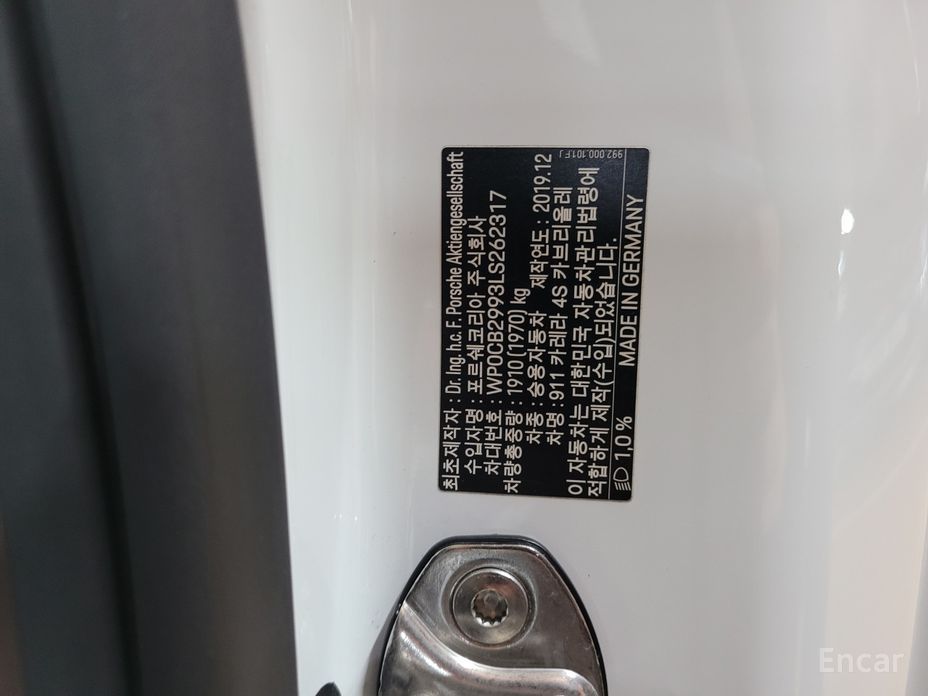 992.000.101.FJ
최초제작자 : Dr. Ing. h.c. F. Porsche Aktiengesellschaft
수입자명 : 포르쉐코리아 주식회사
차대번호 : WP0CB2993LS262317
차량총중량 : 1910 (1970) kg
차종 : 승용자동차 제작연도 : 2019.12
차명 : 911 카레라 4S 카브리올레
이 자동차는 대한민국 자동차관리법령에
적합하게 제작(수입)되었습니다.
1,0 % MADE IN GERMANY
Encar